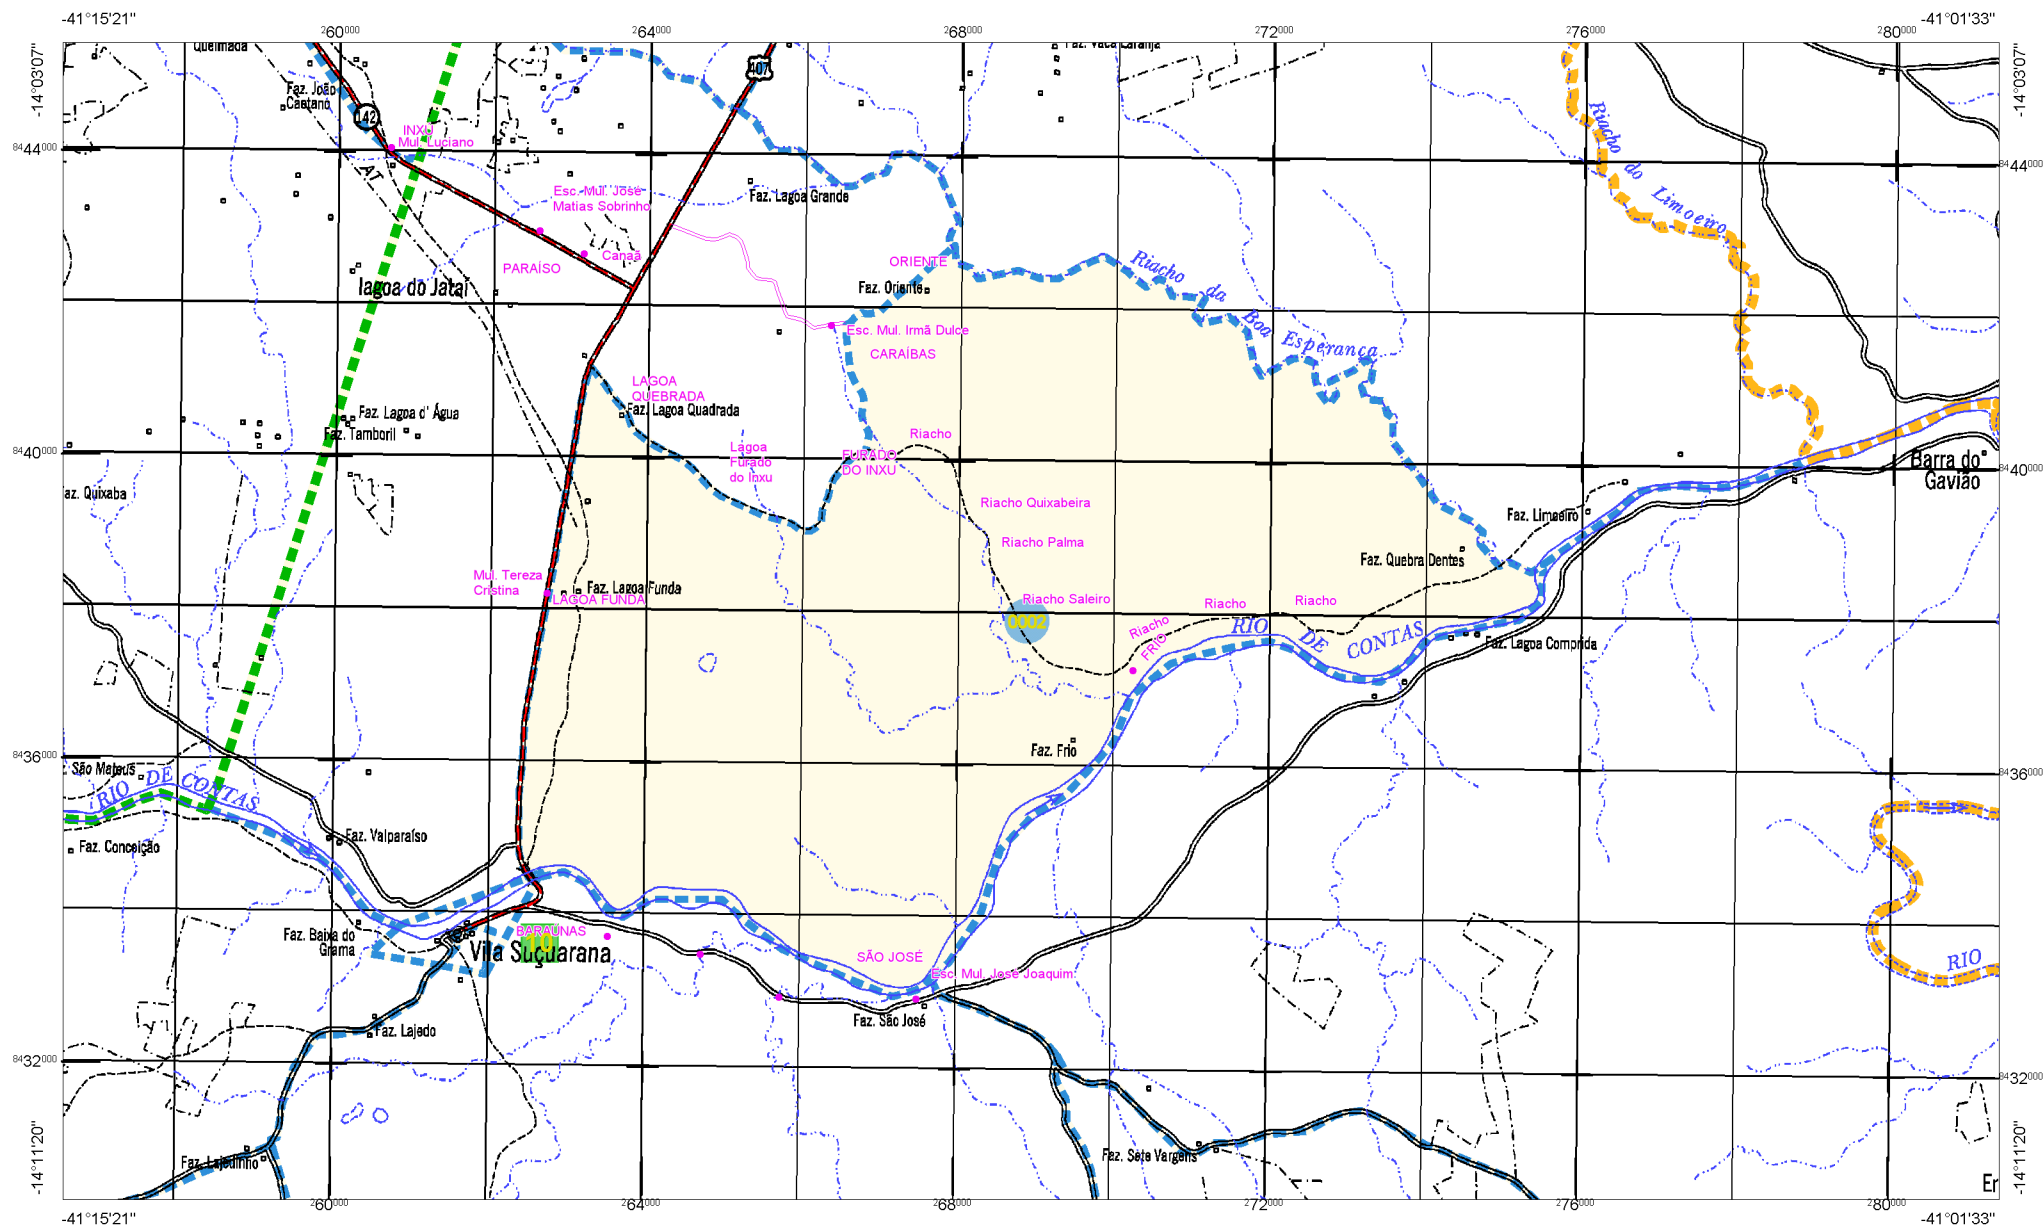 -41°15'21"
-41°01'33"
260000
264000
268000
272000
276000
280000
-14°03'07"
-14°03'07"
Queimada
Faz. Vaca Laranja
407
Faz. João
Caetano
142
INXU
Mul. Luciano
8444000
8444000
LAT
Riacho do Limoeiro
Esc. Mul. José
Matias Sobrinho
Faz. Lagoa Grande
Canaã
PARAÍSO
ORIENTE
Riacho da Boa Esperança
lagoa do Jataí
Faz. Oriente
Esc. Mul. Irmã Dulce
CARAÍBAS
LAGOA
QUEBRADA
Faz. Lagoa Quadrada
Faz. Lagoa d' Água
Faz. Tamboril
Riacho
Lagoa
Furado
do Inxu
FURADO
DO INXU
8440000
8440000
Barra do
Gavião
az. Quixaba
Riacho Quixabeira
Faz. Limoeiro
Riacho Palma
Faz. Quebra Dentes
Mul. Tereza
Cristina
Faz. Lagoa Funda
LAGOA FUNDA
Riacho Saleiro
Riacho
Riacho
0002
Riacho
FRIO
RIO DE CONTAS
Faz. Lagoa Comprida
Faz. Frio
8436000
8436000
São Mateus
RIO DE CONTAS
Faz. Valparaíso
Faz. Conceição
Faz. Baixa do
Grama
BARAÚNAS
10
Vila Suçuarana
SÃO JOSÉ
Esc. Mul. José Joaquim
RIO
Faz. São José
Faz. Lajedo
8432000
8432000
Faz. Lajedinho
Faz. Sete Vargens
-14°11'20"
-14°11'20"
Er
260000
264000
268000
272000
276000
280000
-41°15'21"
-41°01'33"